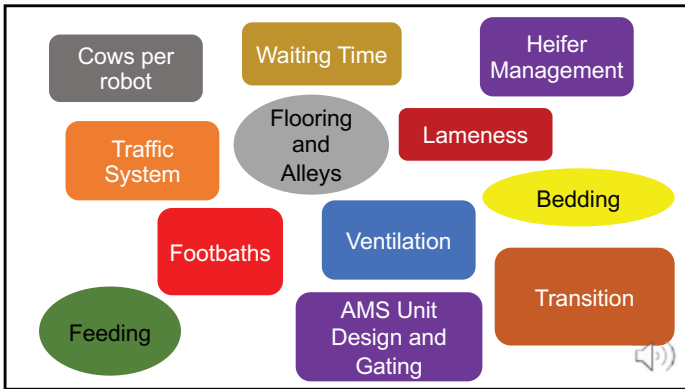 Cows per
robot
Waiting Time
Heifer
Management
Traffic
System
Flooring
and
Alleys
Lameness
Bedding
Footbaths
Ventilation
Transition
Feeding
AMS Unit
Design and
Gating